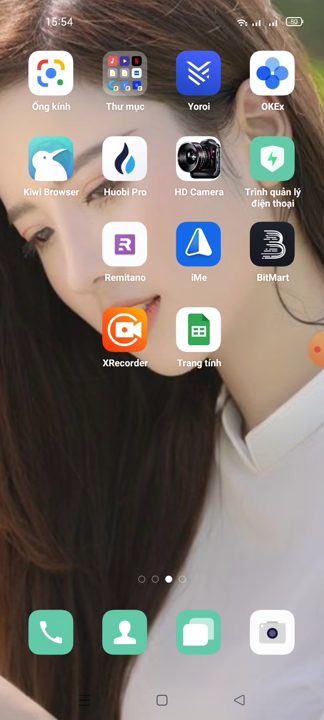 15:54
80
Ống kính
Thư mục
Yoroi
OKEx
Kiwi Browser
Huobi Pro
HD Camera
Trình quản lý
điện thoại
Remitano
iMe
BitMart
XRecorder
Trang tính